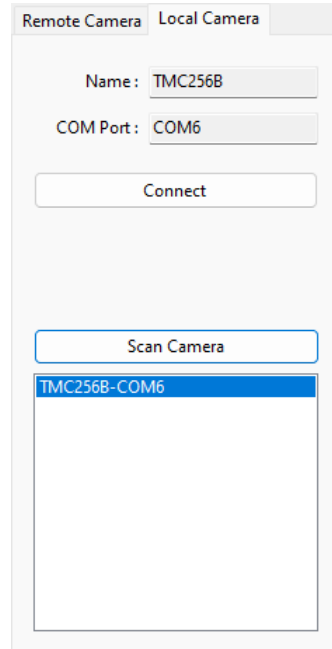 Remote Camera Local Camera
Name : TMC256B
COM Port : COM6
Connect
Scan Camera
TMC256B-COM6